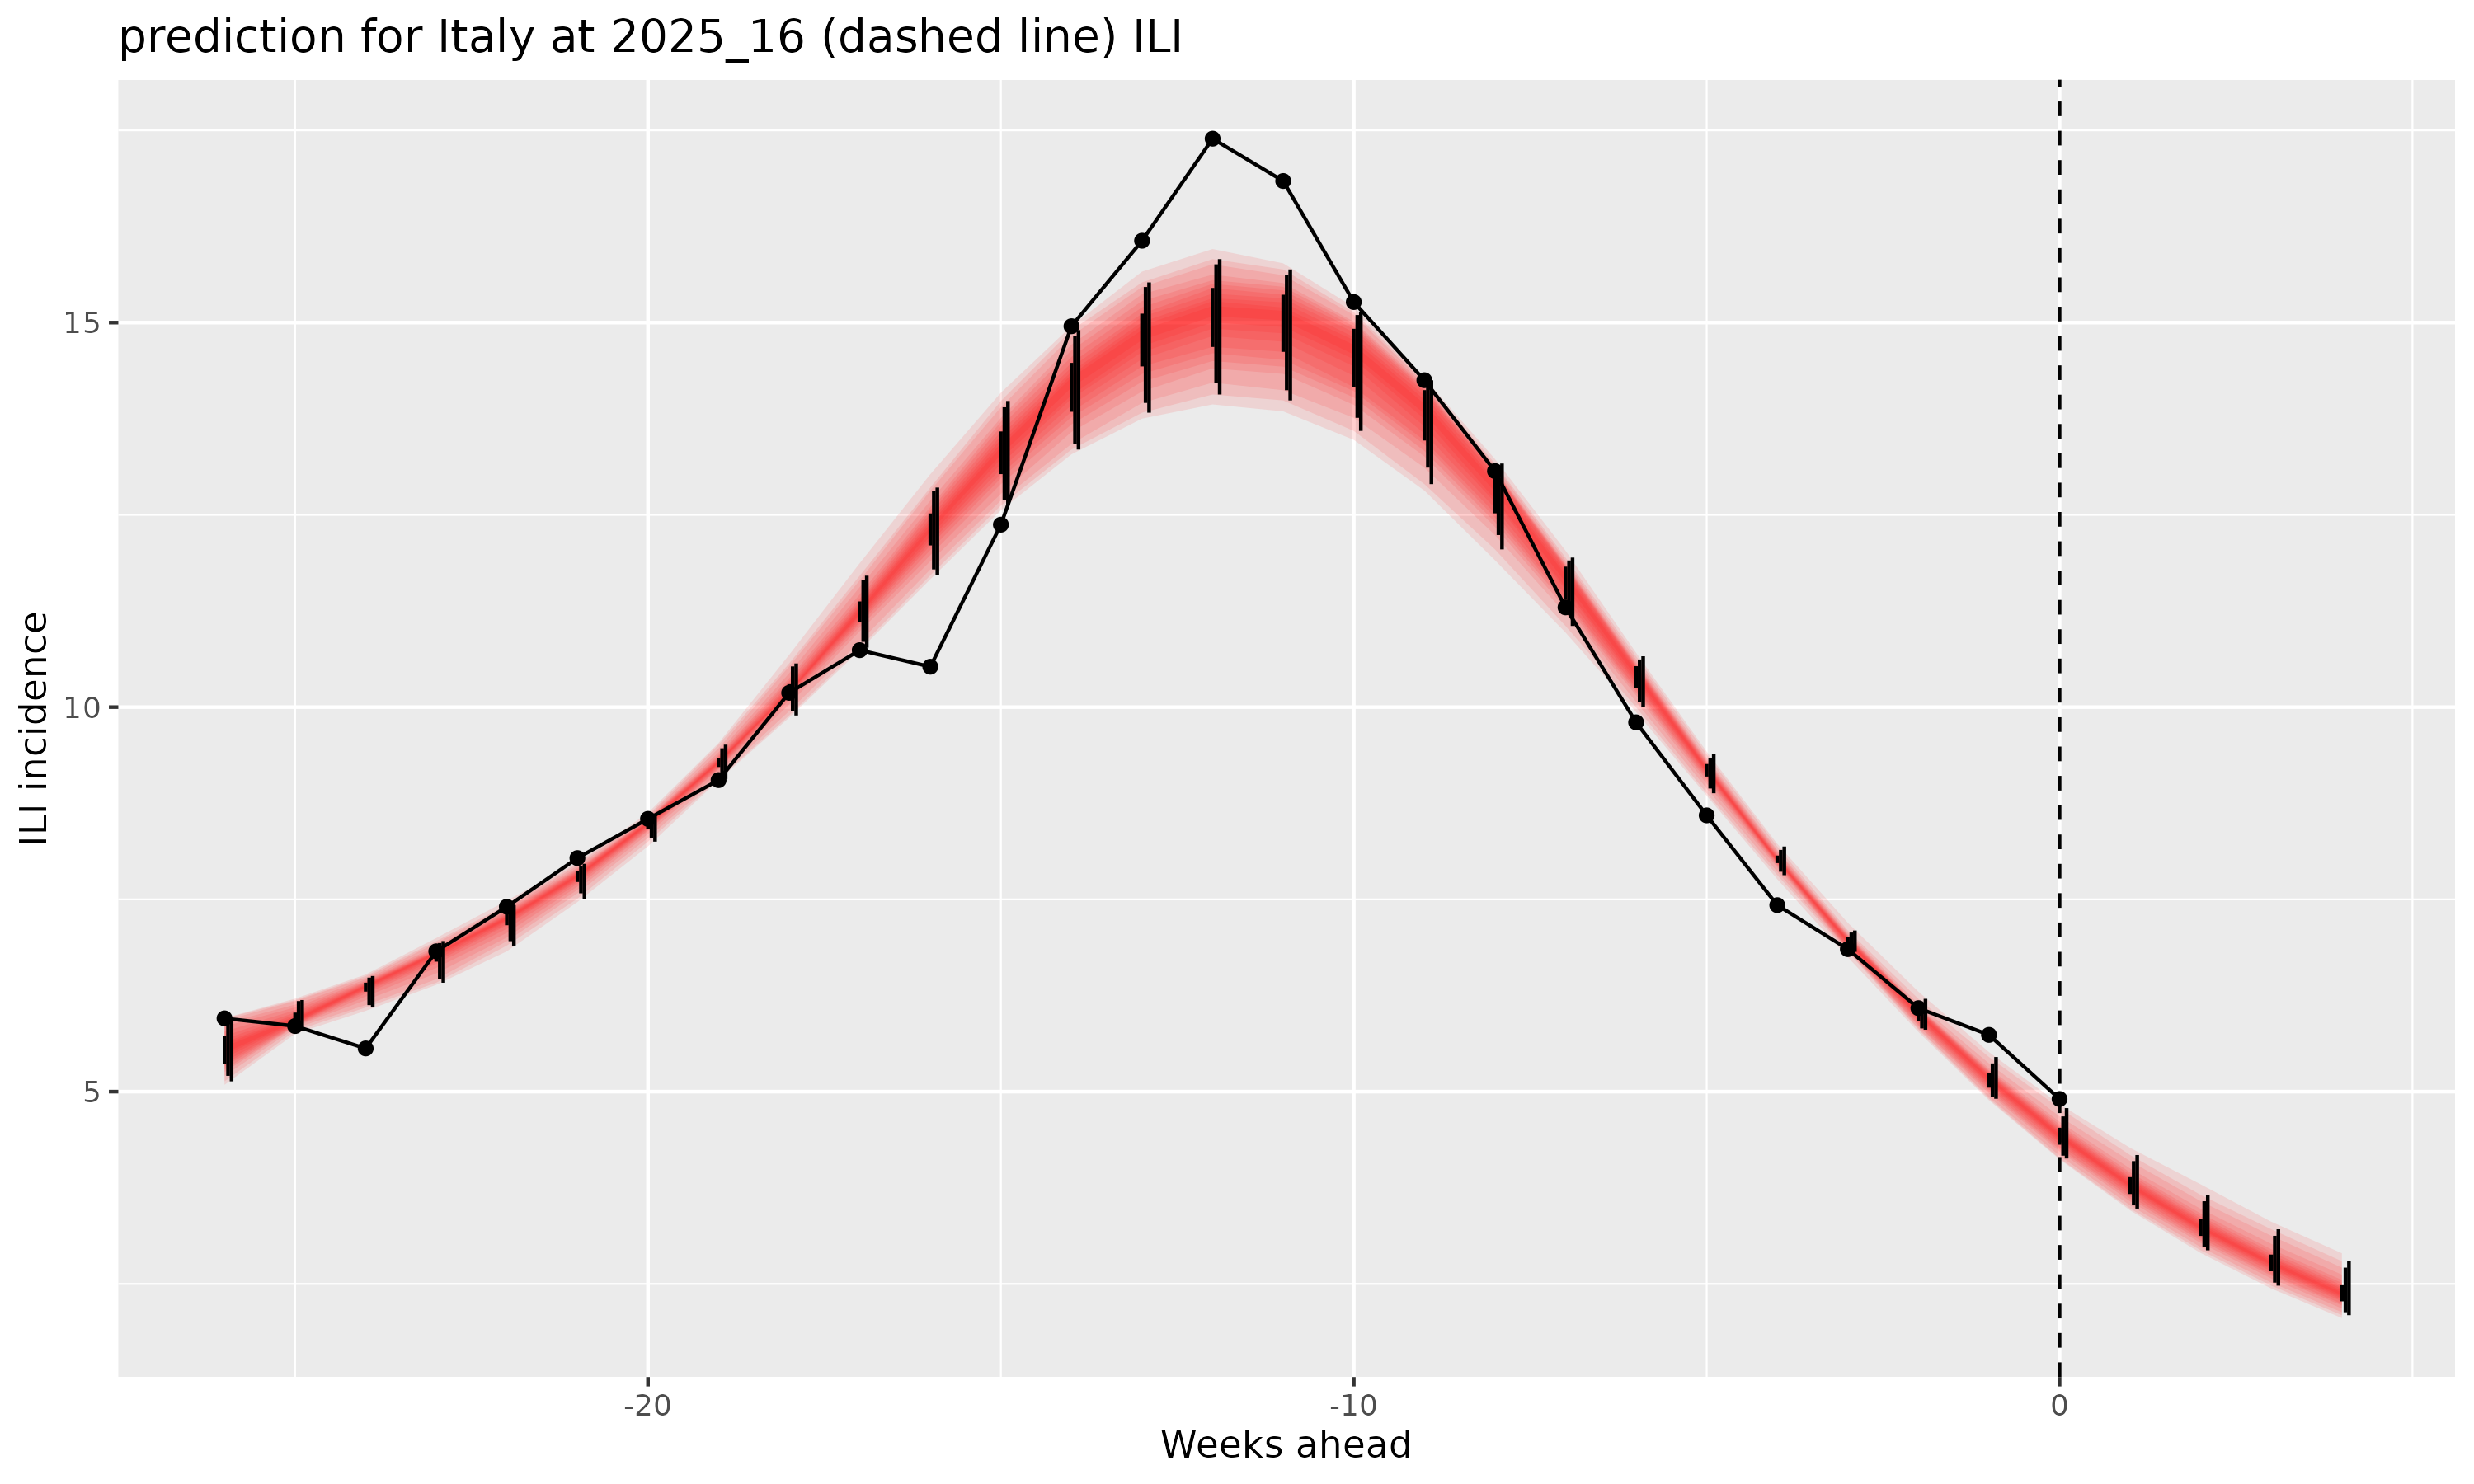 prediction for Italy at 2025_16 (dashed line) ILI
ILI incidence
15
10
5
-20
-10
0
Weeks ahead